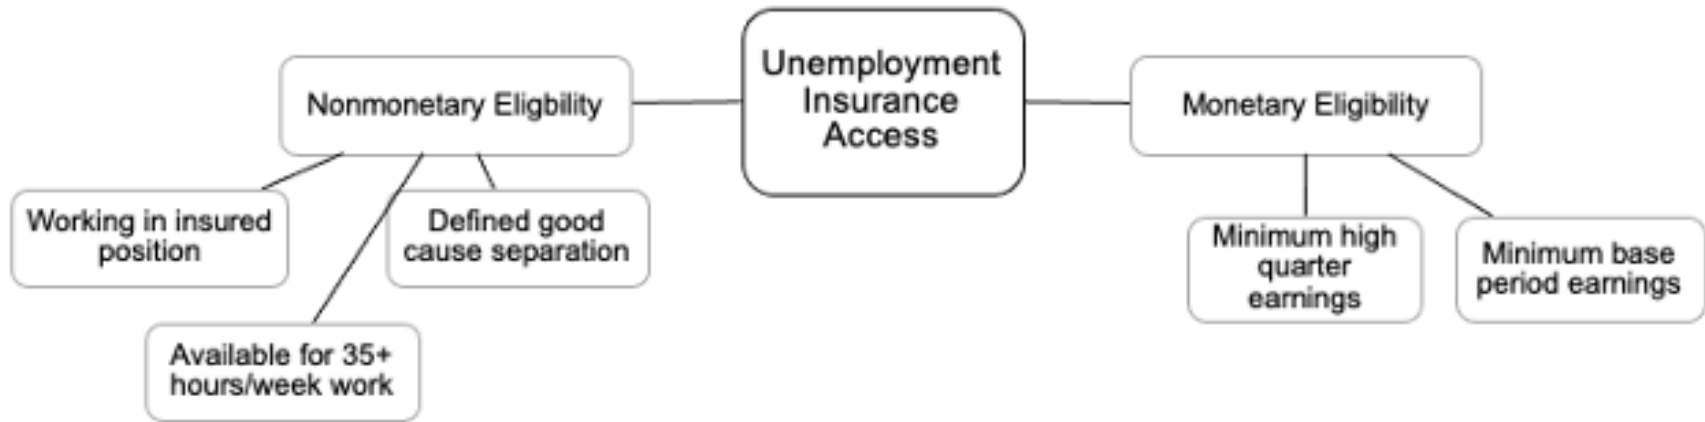 Unemployment
Insurance
Access
Nonmonetary Eligbility
Monetary Eligibility
Working in insured
position
Defined good
cause separation
Minimum high
quarter
earnings
Minimum base
period earnings
Available for 35+
hours/week work